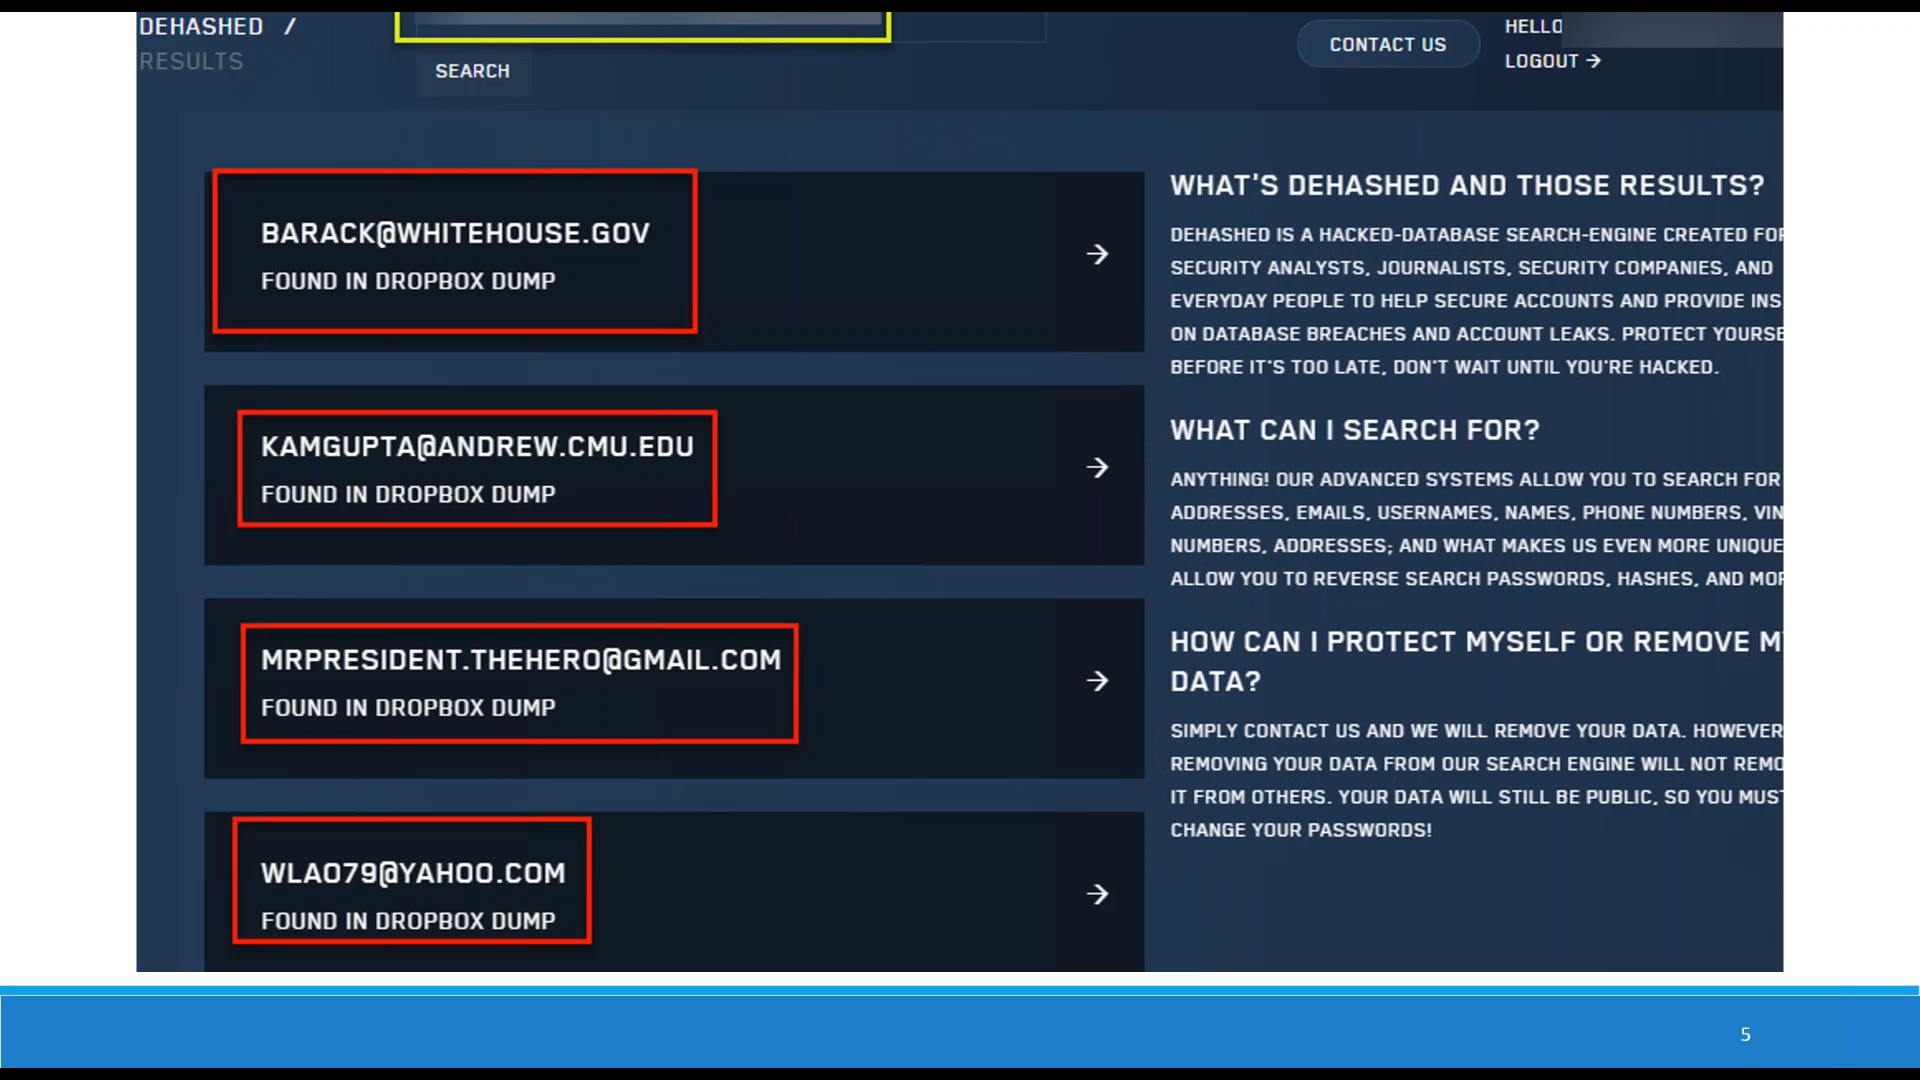 DEHASHED /
RESULTS
SEARCH
CONTACT US
HELLO
LOGOUT →
BARACK@WHITEHOUSE.GOV
FOUND IN DROPBOX DUMP
KAMGUPTA@ANDREW.CMU.EDU
FOUND IN DROPBOX DUMP
MRPRESIDENT.THEHERO@GMAIL.COM
FOUND IN DROPBOX DUMP
WLAO79@YAHOO.COM
FOUND IN DROPBOX DUMP
WHAT'S DEHASHED AND THOSE RESULTS?
DEHASHED IS A HACKED-DATABASE SEARCH-ENGINE CREATED FOR
SECURITY ANALYSTS, JOURNALISTS, SECURITY COMPANIES, AND
EVERYDAY PEOPLE TO HELP SECURE ACCOUNTS AND PROVIDE INS
ON DATABASE BREACHES AND ACCOUNT LEAKS. PROTECT YOURSE
BEFORE IT'S TOO LATE, DON'T WAIT UNTIL YOU'RE HACKED.
WHAT CAN I SEARCH FOR?
ANYTHING! OUR ADVANCED SYSTEMS ALLOW YOU TO SEARCH FOR
ADDRESSES, EMAILS, USERNAMES, NAMES, PHONE NUMBERS, VIN
NUMBERS, ADDRESSES; AND WHAT MAKES US EVEN MORE UNIQUE
ALLOW YOU TO REVERSE SEARCH PASSWORDS, HASHES, AND MOR
HOW CAN I PROTECT MYSELF OR REMOVE M
DATA?
SIMPLY CONTACT US AND WE WILL REMOVE YOUR DATA. HOWEVER
REMOVING YOUR DATA FROM OUR SEARCH ENGINE WILL NOT REMO
IT FROM OTHERS. YOUR DATA WILL STILL BE PUBLIC, SO YOU MUST
CHANGE YOUR PASSWORDS!
5